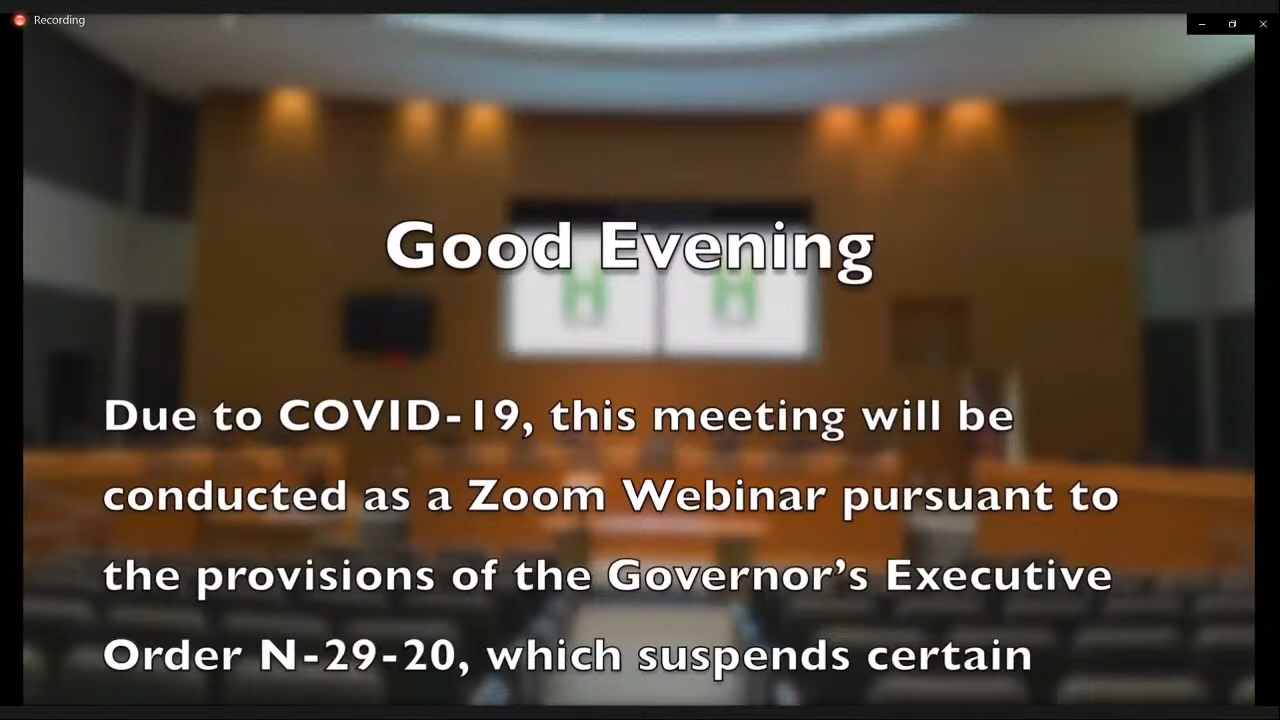 Recording
Good Evening
H H
Due to COVID-19, this meeting will be
conducted as a Zoom Webinar pursuant to
the provisions of the Governor’s Executive
Order N-29-20, which suspends certain